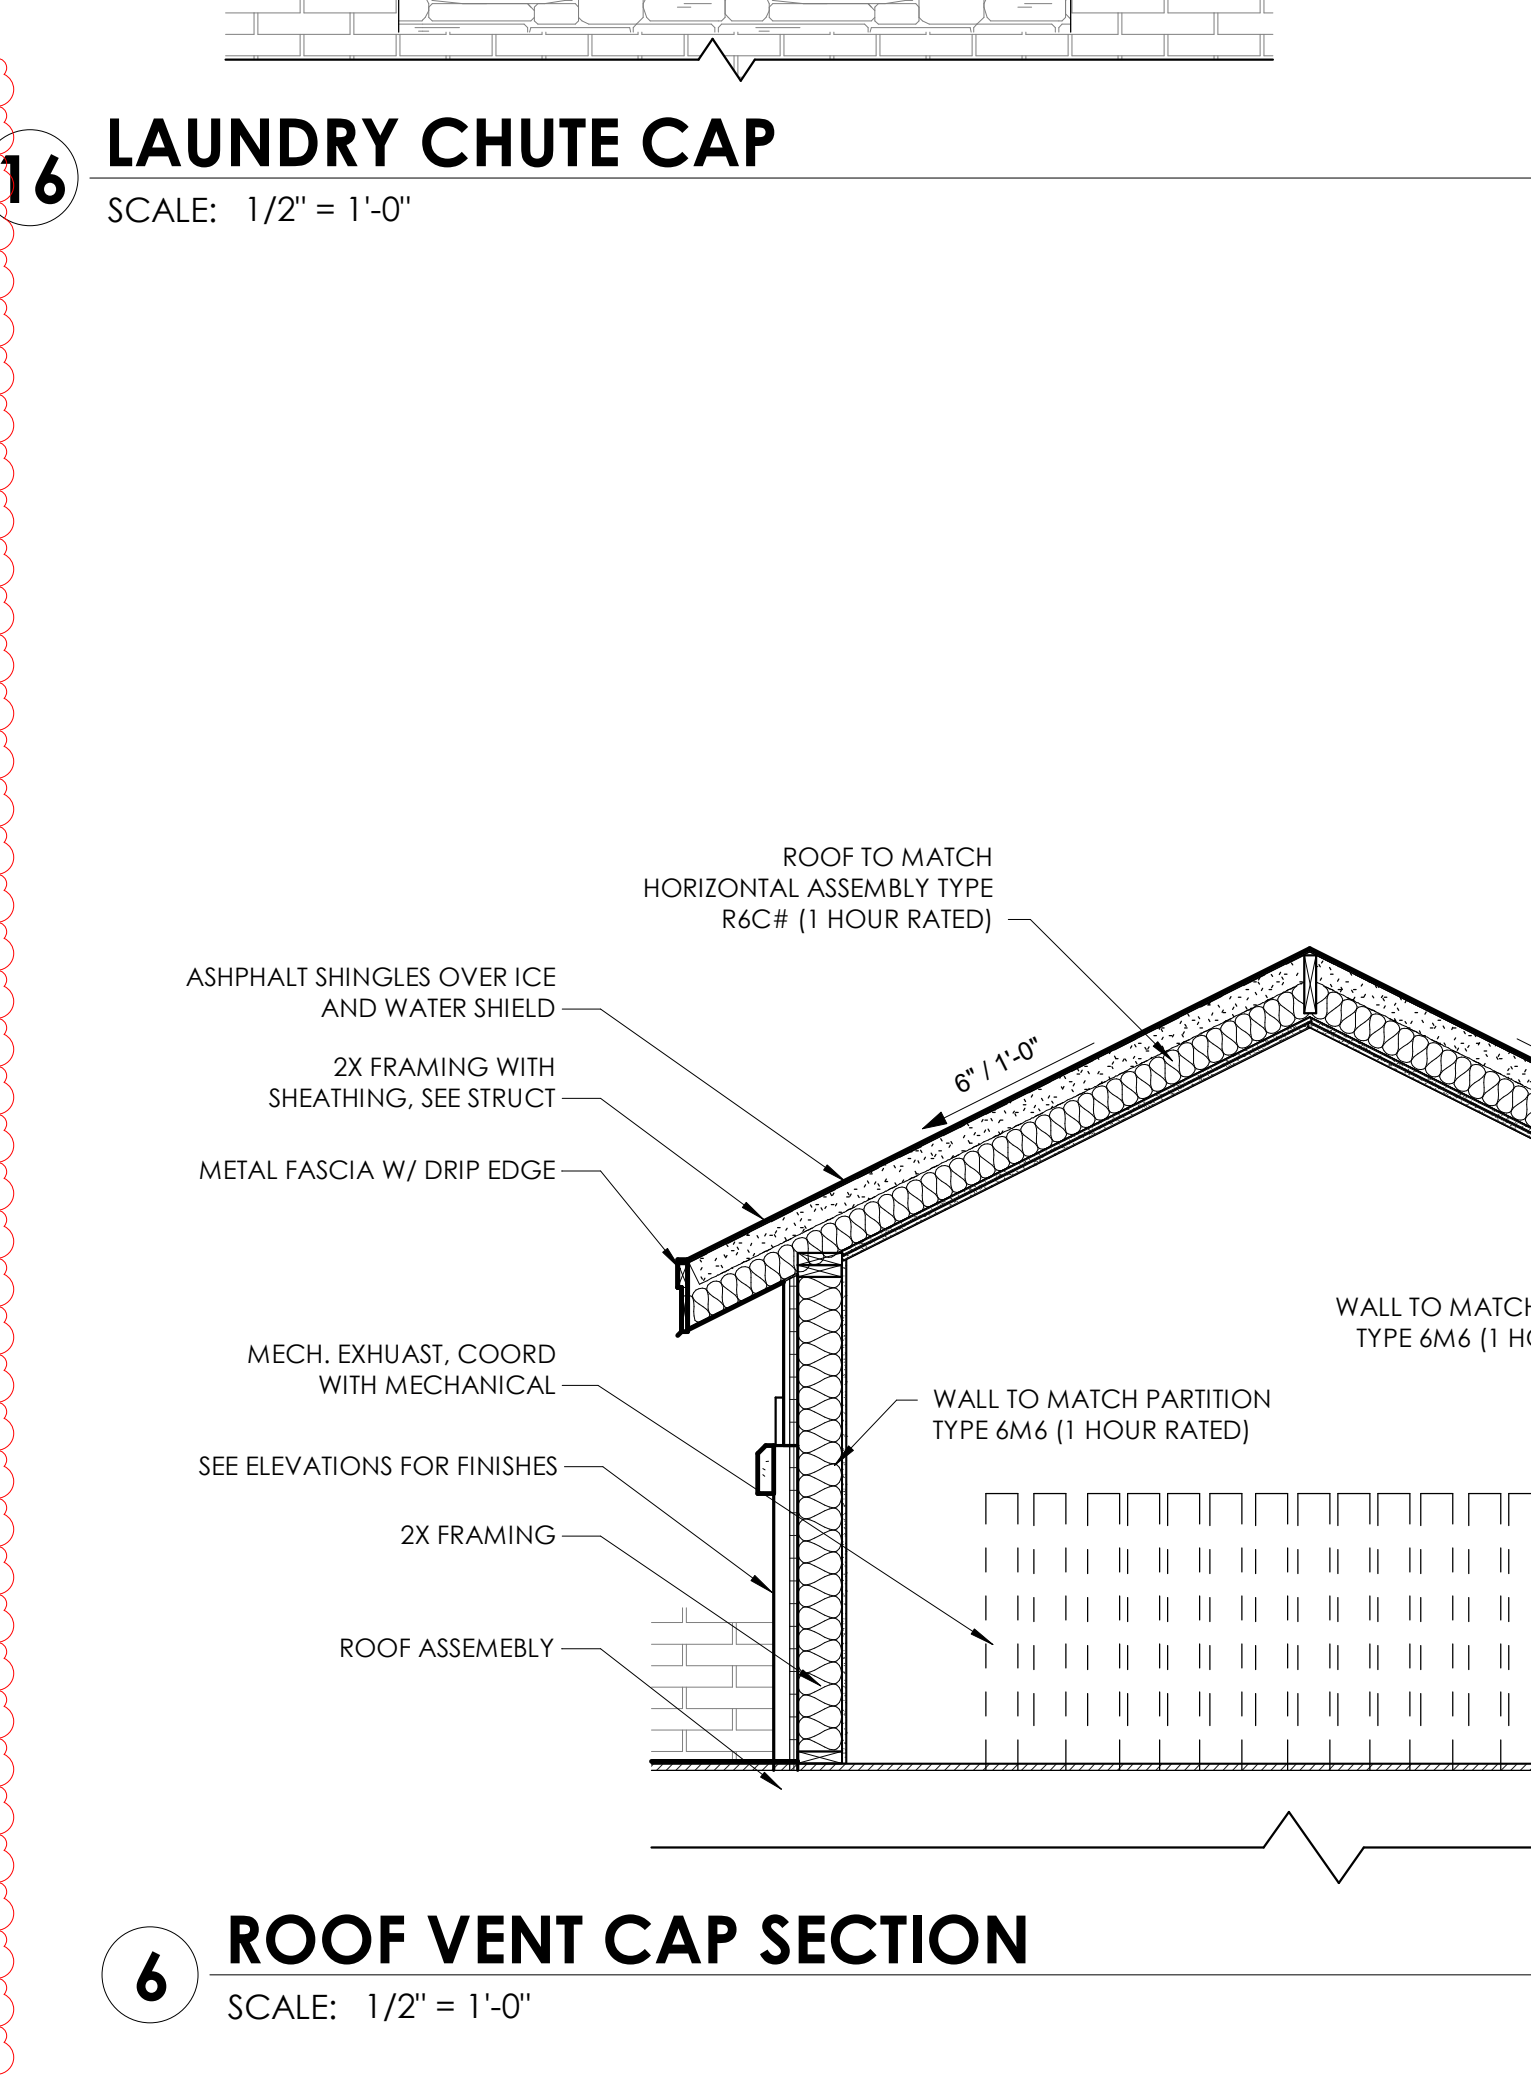 LAUNDRY CHUTE CAP
16
SCALE: 1/2" = 1'-0"
ROOF TO MATCH
HORIZONTAL ASSEMBLY TYPE
R6C# (1 HOUR RATED)
ASHPHALT SHINGLES OVER ICE
AND WATER SHIELD
6" / 1'-0"
2X FRAMING WITH
SHEATHING, SEE STRUCT
METAL FASCIA W/ DRIP EDGE
WALL TO MATCH
TYPE 6M6 (1 HO
MECH. EXHUAST, COORD
WITH MECHANICAL
WALL TO MATCH PARTITION
TYPE 6M6 (1 HOUR RATED)
SEE ELEVATIONS FOR FINISHES
2X FRAMING
ROOF ASSEMEBLY
ROOF VENT CAP SECTION
6
SCALE: 1/2" = 1'-0"